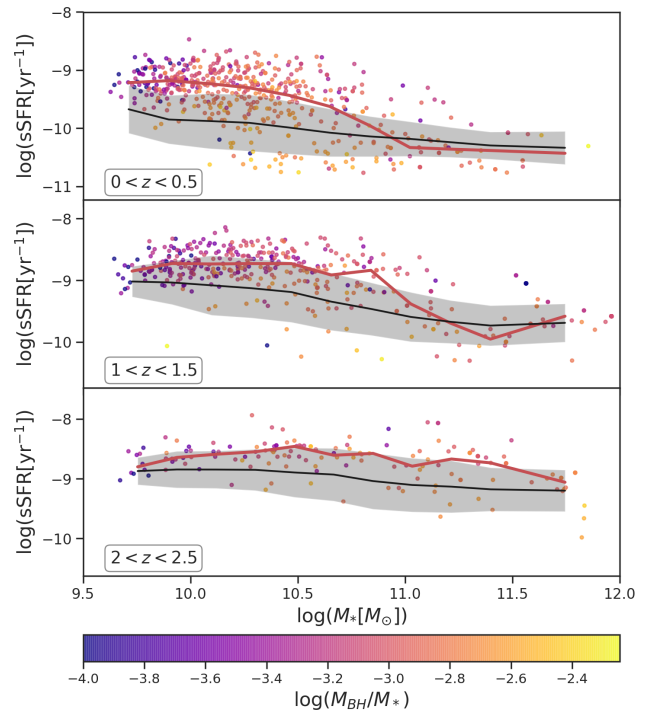 −8
−9
−10
−11
log(sSFR[yr⁻¹])
0 < z < 0.5
−8
−9
−10
log(sSFR[yr⁻¹])
1 < z < 1.5
−8
−9
−10
log(sSFR[yr⁻¹])
2 < z < 2.5
9.5 10.0 10.5 11.0 11.5 12.0
log(M*[M⊙])
−4.0 −3.8 −3.6 −3.4 −3.2 −3.0 −2.8 −2.6 −2.4
log(M_BH/M*)